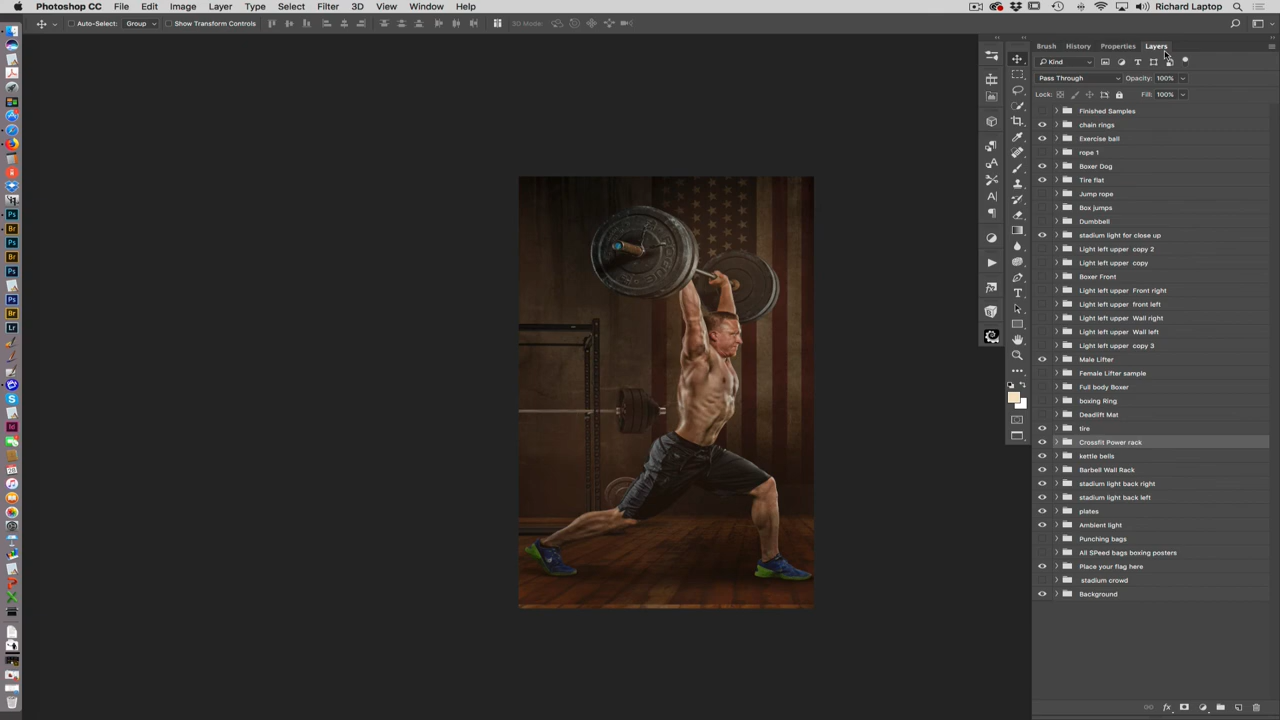 Photoshop CC File Edit Image Layer Type Select Filter 3D View Window Help Richard Laptop
Auto-Select: Group Show Transform Controls 3D Mode:
Brush History Properties Layers
Kind
Pass Through Opacity: 100%
Lock: Fill: 100%
Finished Samples
chain rings
Exercise ball
rope 1
Boxer Dog
Tire flat
Jump rope
Box jumps
Dumbbell
stadium light for close up
Light left upper copy 2
Light left upper copy
Boxer Front
Light left upper Front right
Light left upper front left
Light left upper Wall right
Light left upper Wall left
Light left upper copy 3
Male Lifter
Female Lifter sample
Full body Boxer
boxing Ring
Deadlift Mat
tire
Crossfit Power rack
kettle bells
Barbell Wall Rack
stadium light back right
stadium light back left
plates
Ambient light
Punching bags
All SPeed bags boxing posters
Place your flag here
stadium crowd
Background